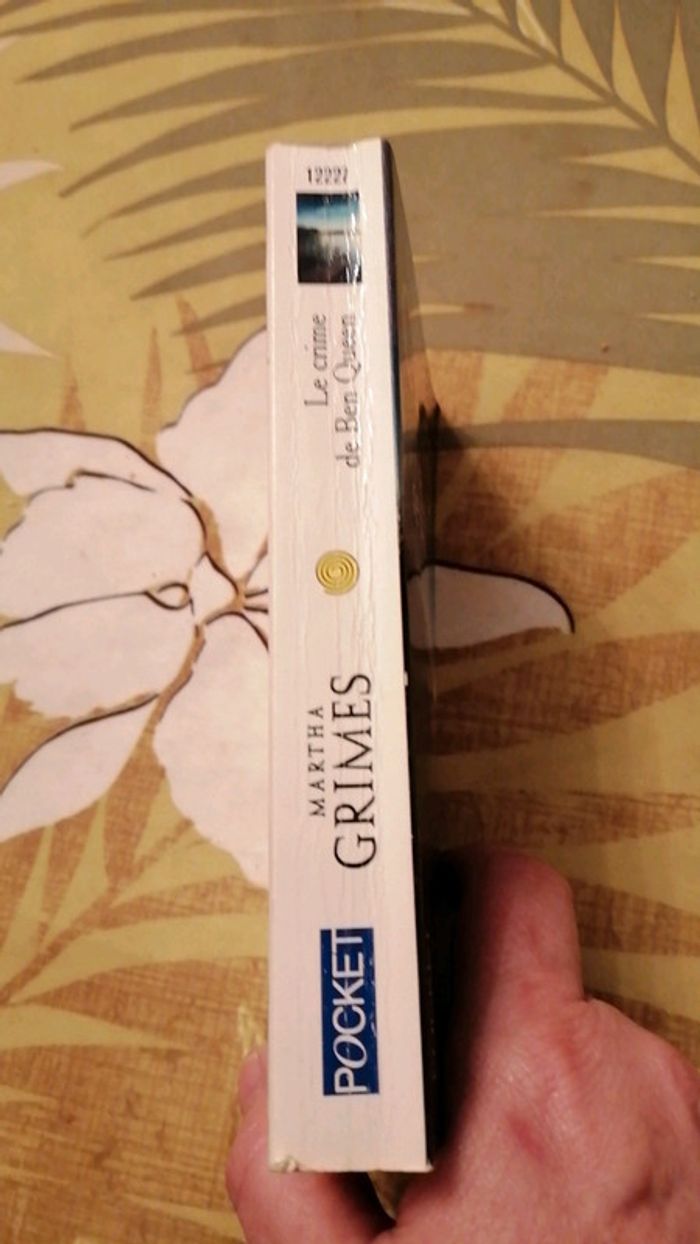 12227
Le crime
de Ben Queen
MARTHA
GRIMES
POCKET